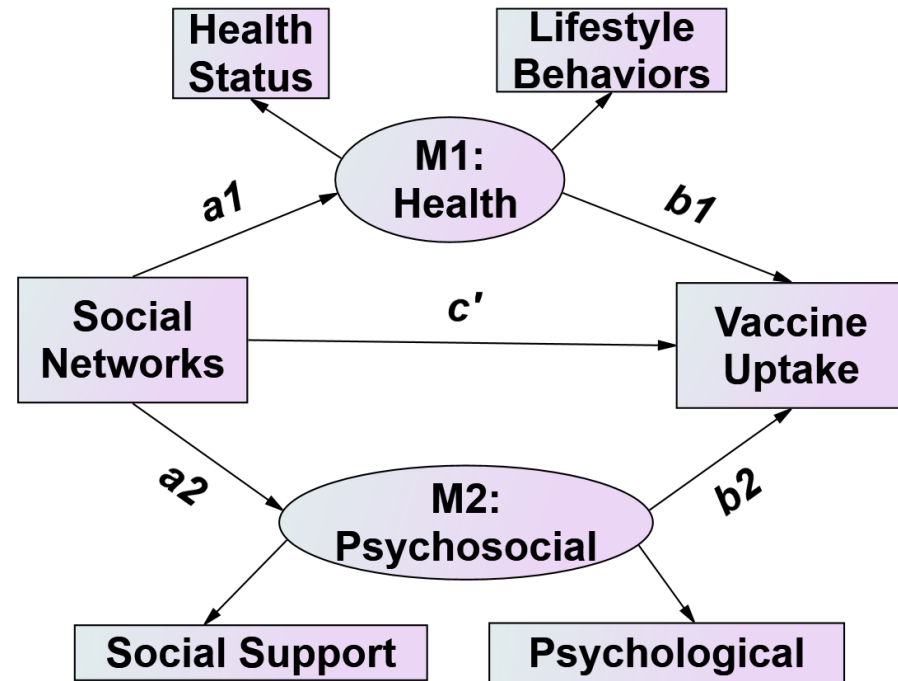 Health
Status
Lifestyle
Behaviors
M1:
Health
a1
b1
Social
Networks
c'
Vaccine
Uptake
a2
M2:
Psychosocial
b2
Social Support
Psychological